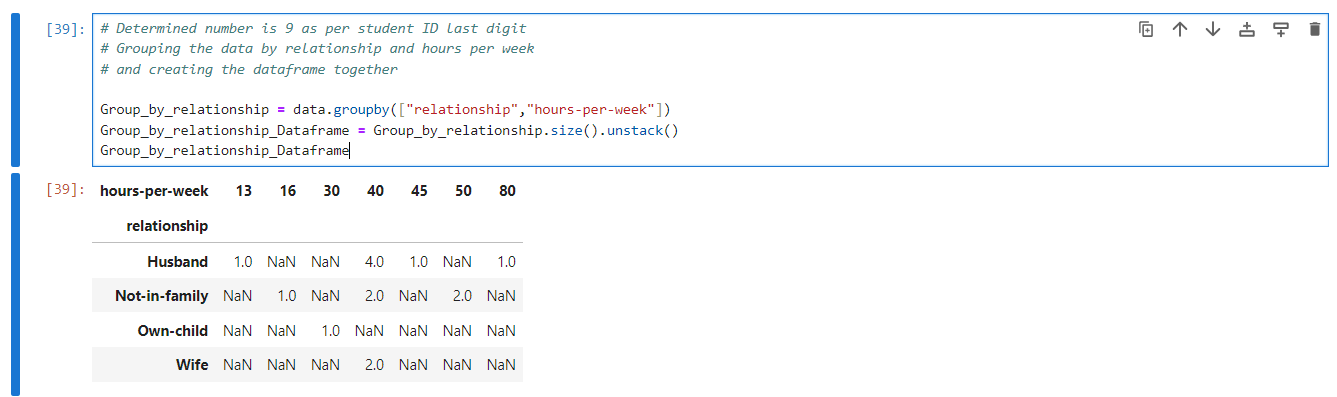 [39]: # Determined number is 9 as per student ID last digit
# Grouping the data by relationship and hours per week
# and creating the dataframe together
Group_by_relationship = data.groupby(["relationship","hours-per-week"])
Group_by_relationship_Dataframe = Group_by_relationship.size().unstack()
Group_by_relationship_Dataframe
[39]: hours-per-week 13 16 30 40 45 50 80
relationship
Husband 1.0 NaN NaN 4.0 1.0 NaN 1.0
Not-in-family NaN 1.0 NaN 2.0 NaN 2.0 NaN
Own-child NaN NaN 1.0 NaN NaN NaN NaN
Wife NaN NaN NaN 2.0 NaN NaN NaN